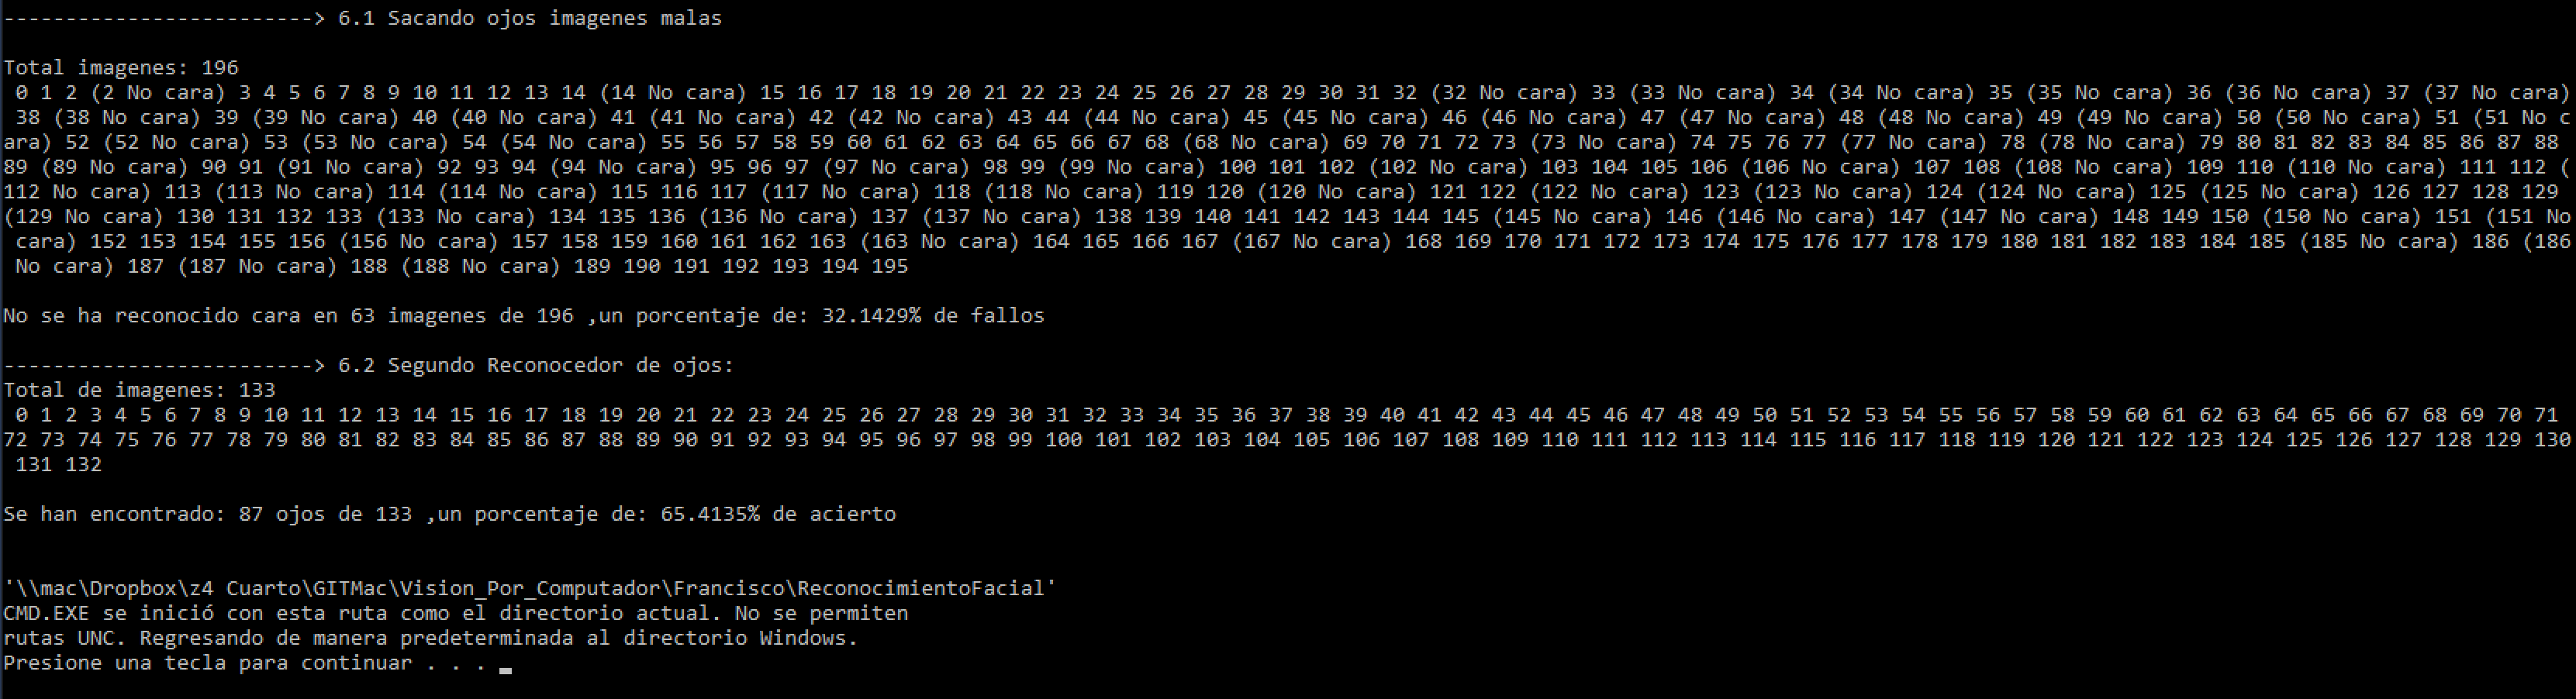 -------------------------> 6.1 Sacando ojos imagenes malas
Total imagenes: 196
0 1 2 (2 No cara) 3 4 5 6 7 8 9 10 11 12 13 14 (14 No cara) 15 16 17 18 19 20 21 22 23 24 25 26 27 28 29 30 31 32 (32 No cara) 33 (33 No cara) 34 (34 No cara) 35 (35 No cara) 36 (36 No cara) 37 (37 No cara)
38 (38 No cara) 39 (39 No cara) 40 (40 No cara) 41 (41 No cara) 42 (42 No cara) 43 44 (44 No cara) 45 (45 No cara) 46 (46 No cara) 47 (47 No cara) 48 (48 No cara) 49 (49 No cara) 50 (50 No cara) 51 (51 No c
ara) 52 (52 No cara) 53 (53 No cara) 54 (54 No cara) 55 56 57 58 59 60 61 62 63 64 65 66 67 68 (68 No cara) 69 70 71 72 73 (73 No cara) 74 75 76 77 (77 No cara) 78 (78 No cara) 79 80 81 82 83 84 85 86 87 88
89 (89 No cara) 90 91 (91 No cara) 92 93 94 (94 No cara) 95 96 97 (97 No cara) 98 99 (99 No cara) 100 101 102 (102 No cara) 103 104 105 106 (106 No cara) 107 108 (108 No cara) 109 110 (110 No cara) 111 112 (
112 No cara) 113 (113 No cara) 114 (114 No cara) 115 116 117 (117 No cara) 118 (118 No cara) 119 120 (120 No cara) 121 122 (122 No cara) 123 (123 No cara) 124 (124 No cara) 125 (125 No cara) 126 127 128 129
(129 No cara) 130 131 132 133 (133 No cara) 134 135 136 (136 No cara) 137 (137 No cara) 138 139 140 141 142 143 144 145 (145 No cara) 146 (146 No cara) 147 (147 No cara) 148 149 150 (150 No cara) 151 (151 No
cara) 152 153 154 155 156 (156 No cara) 157 158 159 160 161 162 163 (163 No cara) 164 165 166 167 (167 No cara) 168 169 170 171 172 173 174 175 176 177 178 179 180 181 182 183 184 185 (185 No cara) 186 (186
No cara) 187 (187 No cara) 188 (188 No cara) 189 190 191 192 193 194 195
No se ha reconocido cara en 63 imagenes de 196 ,un porcentaje de: 32.1429% de fallos
-------------------------> 6.2 Segundo Reconocedor de ojos:
Total de imagenes: 133
0 1 2 3 4 5 6 7 8 9 10 11 12 13 14 15 16 17 18 19 20 21 22 23 24 25 26 27 28 29 30 31 32 33 34 35 36 37 38 39 40 41 42 43 44 45 46 47 48 49 50 51 52 53 54 55 56 57 58 59 60 61 62 63 64 65 66 67 68 69 70 71
72 73 74 75 76 77 78 79 80 81 82 83 84 85 86 87 88 89 90 91 92 93 94 95 96 97 98 99 100 101 102 103 104 105 106 107 108 109 110 111 112 113 114 115 116 117 118 119 120 121 122 123 124 125 126 127 128 129 130
131 132
Se han encontrado: 87 ojos de 133 ,un porcentaje de: 65.4135% de acierto
'\\mac\Dropbox\z4 Cuarto\GITMac\Vision_Por_Computador\Francisco\ReconocimientoFacial'
CMD.EXE se inició con esta ruta como el directorio actual. No se permiten
rutas UNC. Regresando de manera predeterminada al directorio Windows.
Presione una tecla para continuar . . .